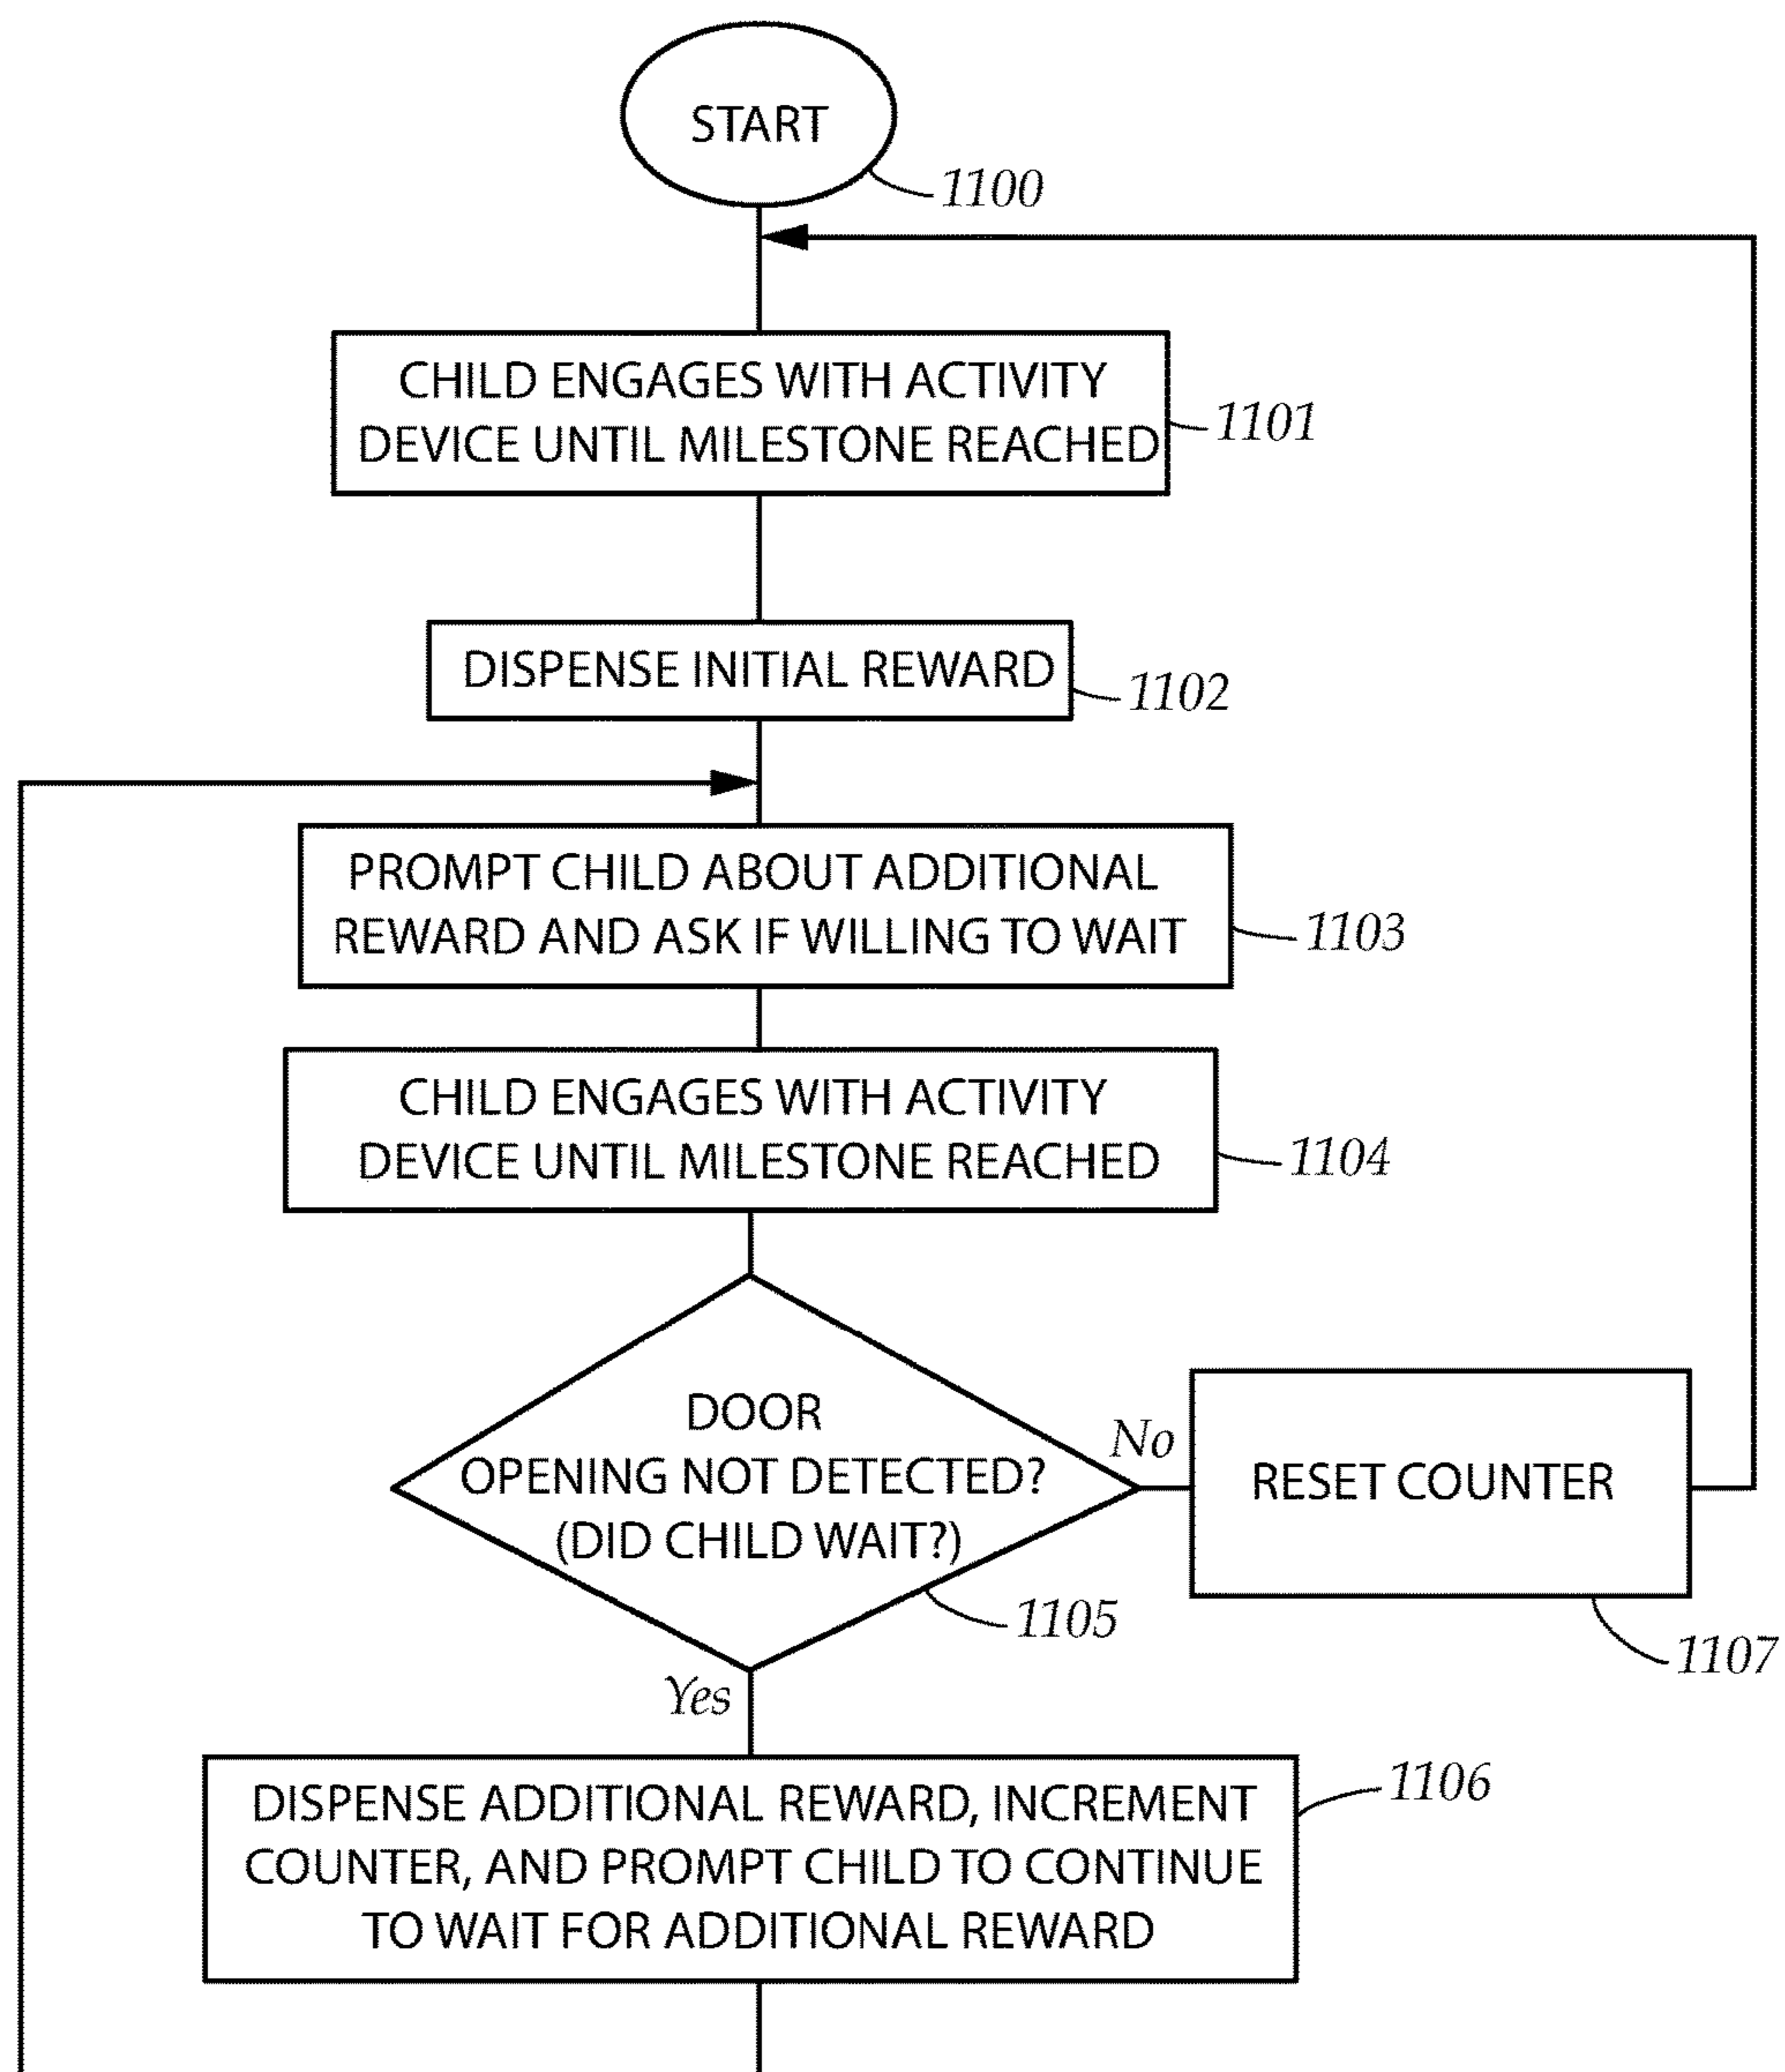 START
1100
CHILD ENGAGES WITH ACTIVITY
DEVICE UNTIL MILESTONE REACHED
1101
DISPENSE INITIAL REWARD
1102
PROMPT CHILD ABOUT ADDITIONAL
REWARD AND ASK IF WILLING TO WAIT
1103
CHILD ENGAGES WITH ACTIVITY
DEVICE UNTIL MILESTONE REACHED
1104
DOOR
OPENING NOT DETECTED?
(DID CHILD WAIT?)
1105
No
RESET COUNTER
1107
Yes
DISPENSE ADDITIONAL REWARD, INCREMENT
COUNTER, AND PROMPT CHILD TO CONTINUE
TO WAIT FOR ADDITIONAL REWARD
1106